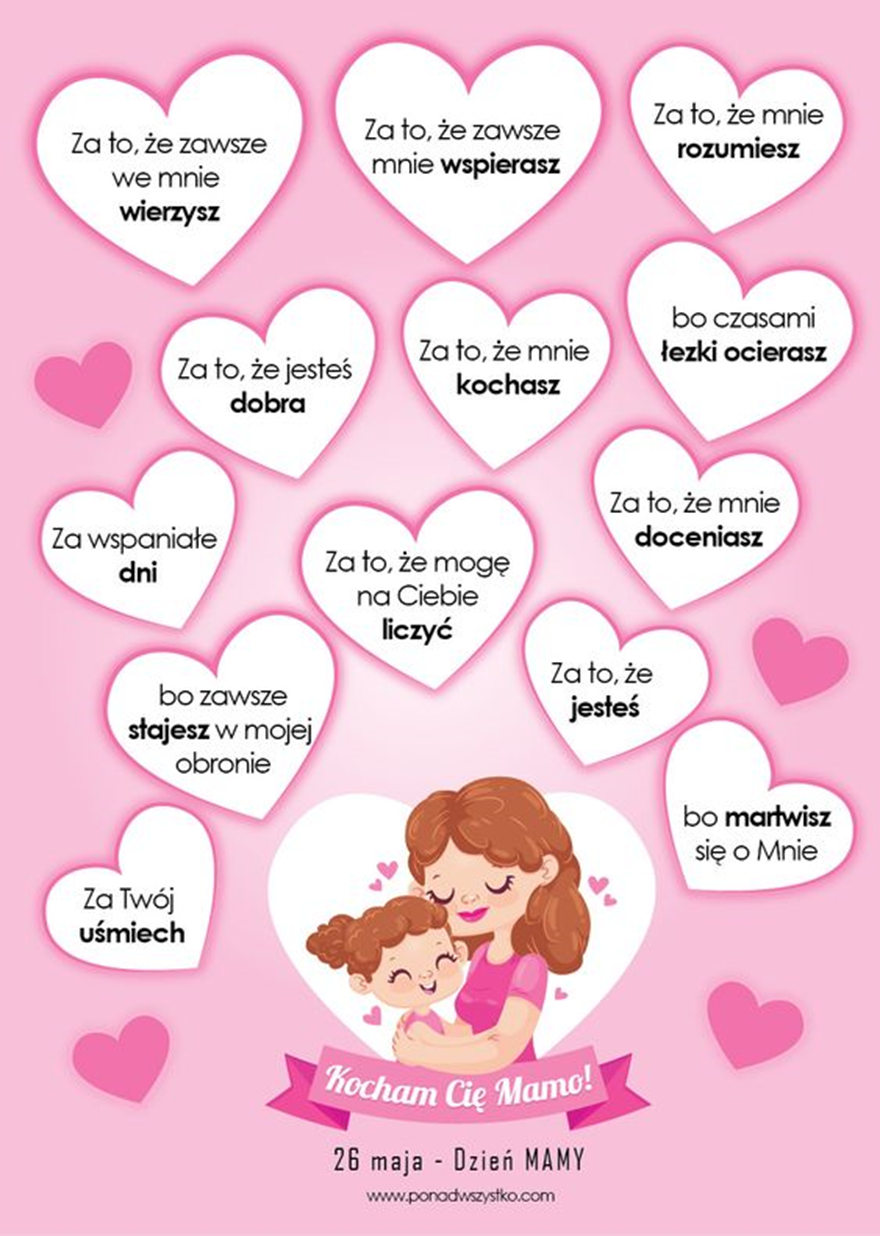 Za to, że zawsze
we mnie
wierzysz
Za to, że zawsze
mnie wspierasz
Za to, że mnie
rozumiesz
Za to, że jesteś
dobra
Za to, że mnie
kochasz
bo czasami
łezki ocierasz
Za wspaniałe
dni
Za to, że mogę
na Ciebie
liczyć
Za to, że mnie
doceniasz
bo zawsze
stajesz w mojej
obronie
Za to, że
jesteś
bo martwisz
się o Mnie
Za Twój
uśmiech
Kocham Cię Mamo!
26 maja - Dzień MAMY
www.ponadwszystko.com